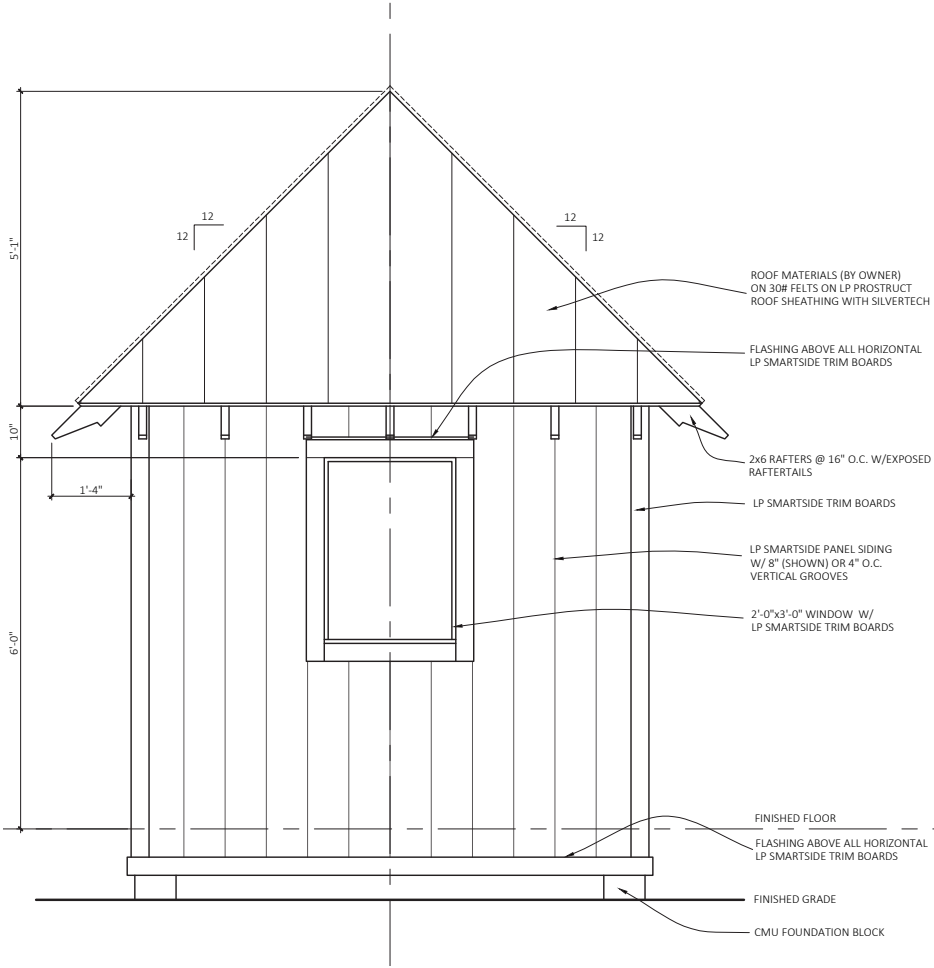 12
12
12
12
5'-1"
ROOF MATERIALS (BY OWNER)
ON 30# FELTS ON LP PROSTRUCT
ROOF SHEATHING WITH SILVERTECH
FLASHING ABOVE ALL HORIZONTAL
LP SMARTSIDE TRIM BOARDS
10"
2x6 RAFTERS @ 16" O.C. W/EXPOSED
RAFTERTAILS
1'-4"
LP SMARTSIDE TRIM BOARDS
LP SMARTSIDE PANEL SIDING
W/ 8" (SHOWN) OR 4" O.C.
VERTICAL GROOVES
2'-0"x3'-0" WINDOW W/
LP SMARTSIDE TRIM BOARDS
6'-0"
FINISHED FLOOR
FLASHING ABOVE ALL HORIZONTAL
LP SMARTSIDE TRIM BOARDS
FINISHED GRADE
CMU FOUNDATION BLOCK